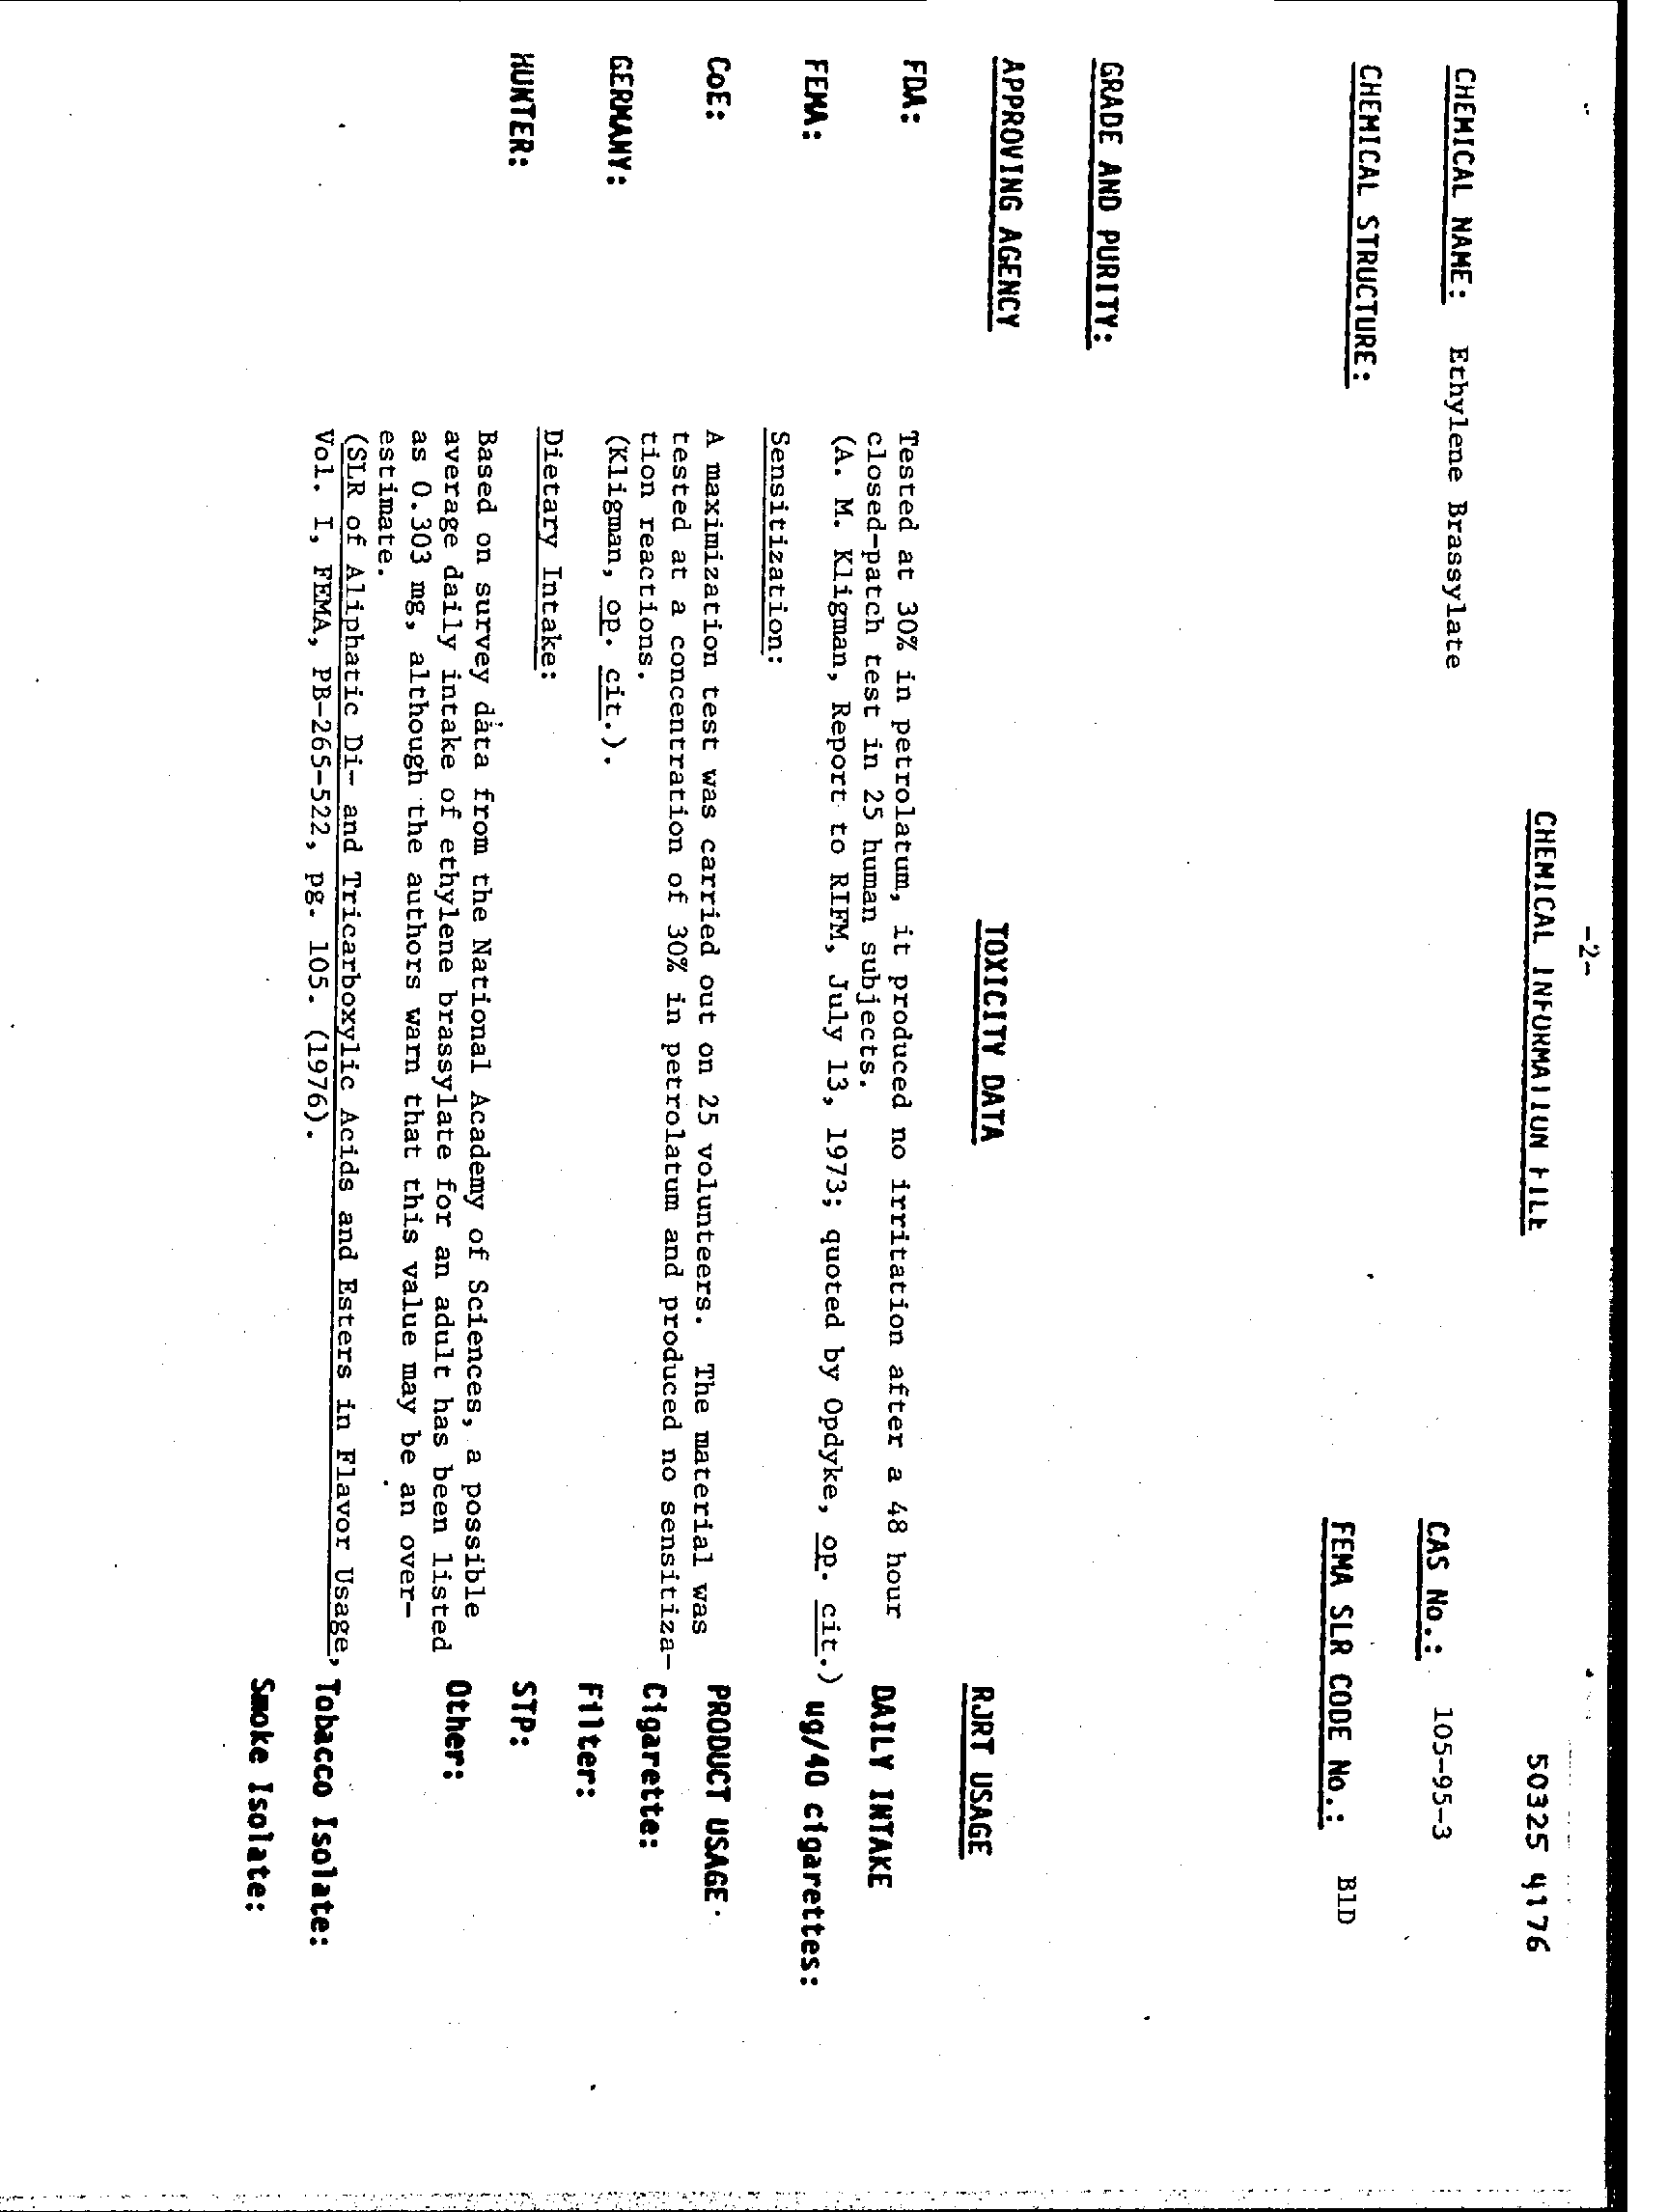 -2-
CHEMICAL INFORMATION FILE
50325 4176
CHEMICAL NAME: Ethylene Brassylate
CAS No.: 105-95-3
CHEMICAL STRUCTURE:
FEMA SLR CODE No.: B1D
GRADE AND PURITY:
APPROVING AGENCY
TOXICITY DATA
RJRT USAGE
FDA:
FEMA:
CoE:
GERMANY:
HUNTER:
Tested at 30% in petrolatum, it produced no irritation after a 48 hour
closed-patch test in 25 human subjects.
(A. M. Kligman, Report to RIFM, July 13, 1973; quoted by Opdyke, op. cit.)
Sensitization:
A maximization test was carried out on 25 volunteers. The material was
tested at a concentration of 30% in petrolatum and produced no sensitiza-
tion reactions.
(Kligman, op. cit.).
Dietary Intake:
Based on survey data from the National Academy of Sciences, a possible
average daily intake of ethylene brassylate for an adult has been listed
as 0.303 mg, although the authors warn that this value may be an over-
estimate.
(SLR of Aliphatic Di- and Tricarboxylic Acids and Esters in Flavor Usage,
Vol. I, FEMA, PB-265-522, pg. 105. (1976).
DAILY INTAKE
ug/40 cigarettes:
PRODUCT USAGE
Cigarette:
Filter:
STP:
Other:
Tobacco Isolate:
Smoke Isolate: